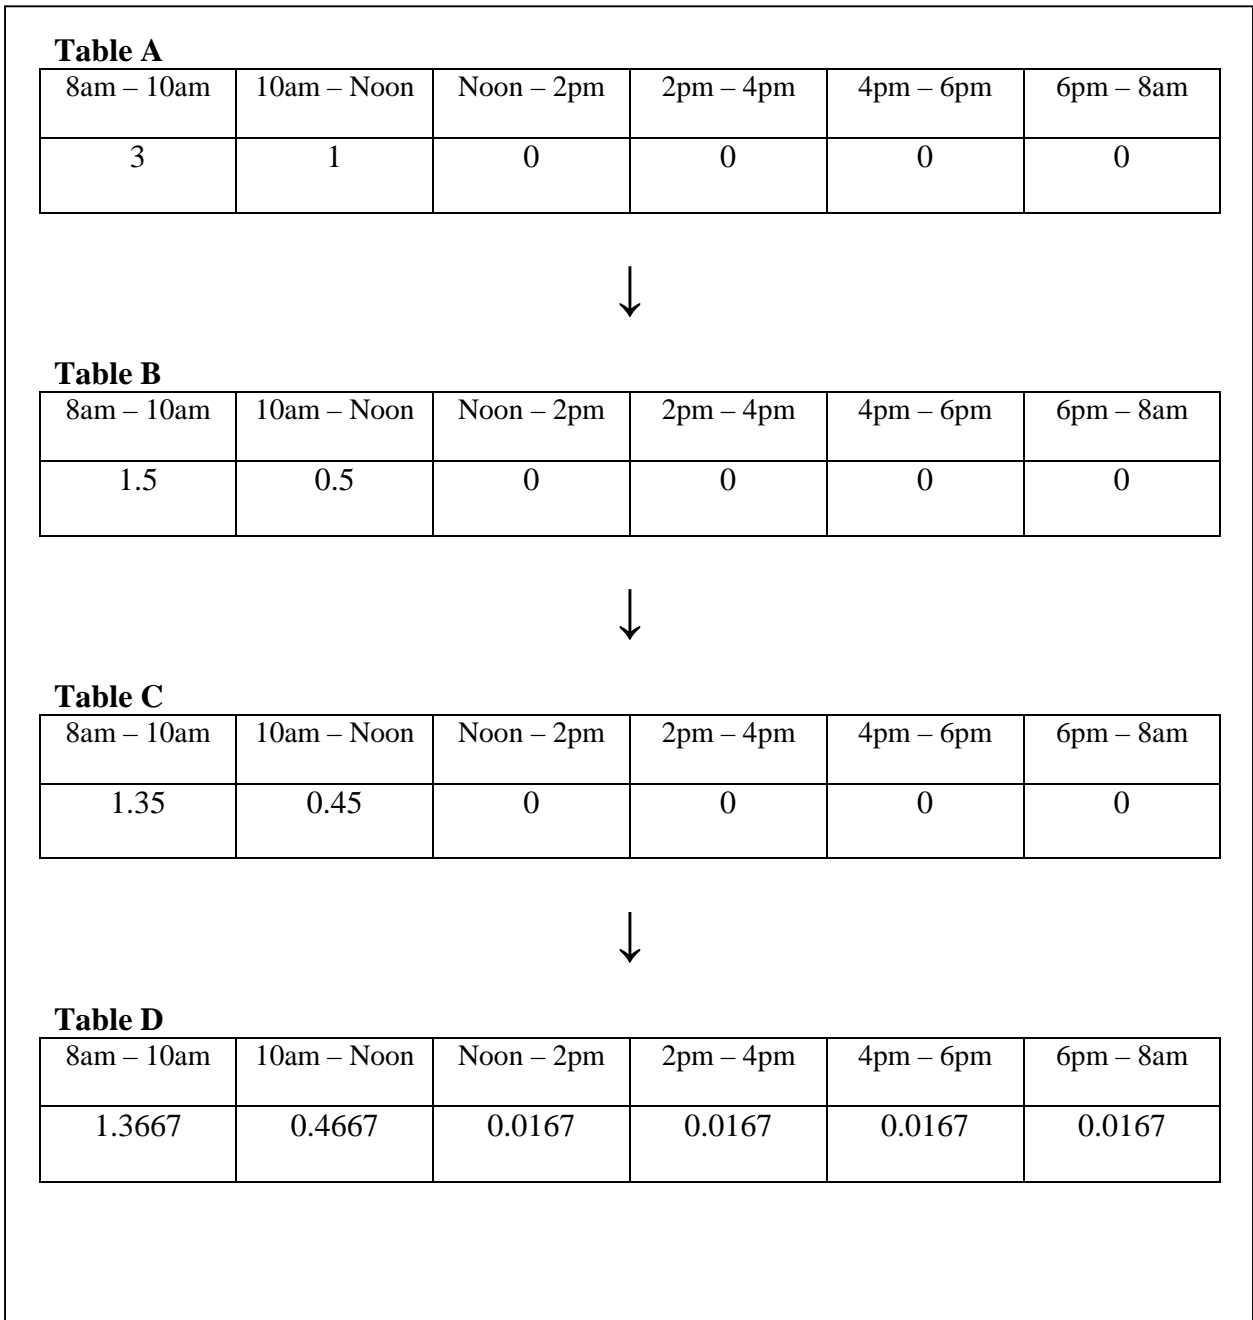 Table A
8am – 10am 10am – Noon Noon – 2pm 2pm – 4pm 4pm – 6pm 6pm – 8am
3 1 0 0 0 0
↓
Table B
8am – 10am 10am – Noon Noon – 2pm 2pm – 4pm 4pm – 6pm 6pm – 8am
1.5 0.5 0 0 0 0
↓
Table C
8am – 10am 10am – Noon Noon – 2pm 2pm – 4pm 4pm – 6pm 6pm – 8am
1.35 0.45 0 0 0 0
↓
Table D
8am – 10am 10am – Noon Noon – 2pm 2pm – 4pm 4pm – 6pm 6pm – 8am
1.3667 0.4667 0.0167 0.0167 0.0167 0.0167